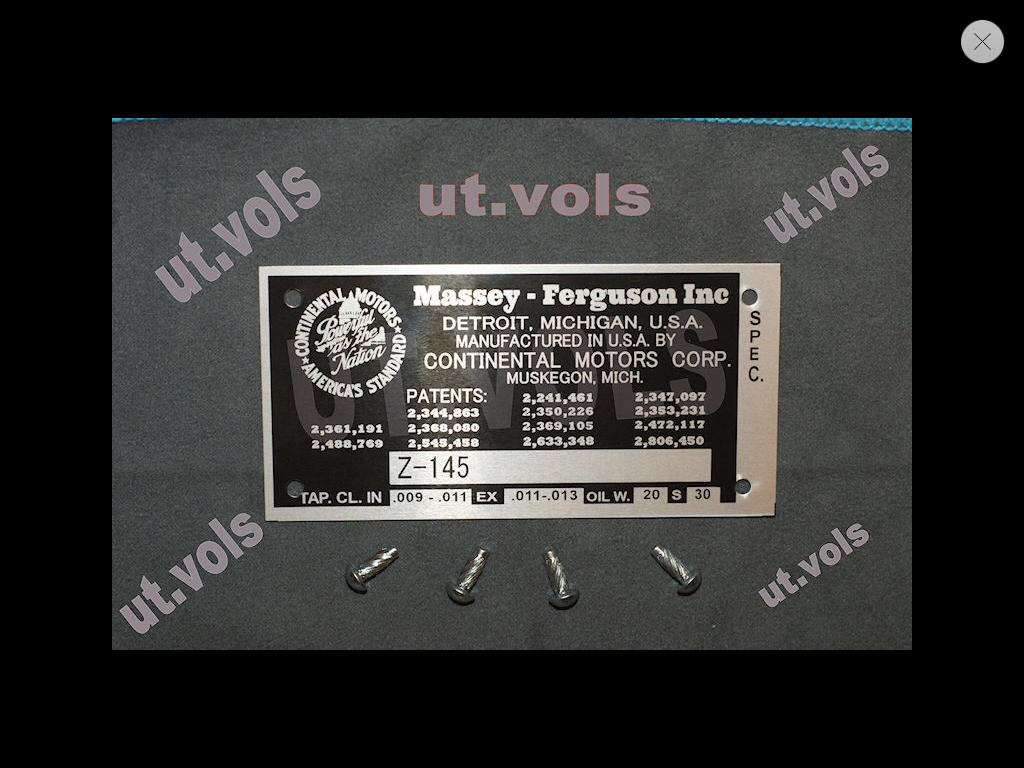 ut.vols
ut.vols
ut.vols
CONTINENTAL MOTORS
Powerful
as the
Nation
AMERICA'S STANDARD
Massey - Ferguson Inc
DETROIT, MICHIGAN, U.S.A.
MANUFACTURED IN U.S.A. BY
CONTINENTAL MOTORS CORP.
MUSKEGON, MICH.
SPEC.
UT.VOLS
PATENTS: 2,241,461 2,347,097
2,344,863 2,350,226 2,353,231
2,361,191 2,368,080 2,369,105 2,472,117
2,488,769 2,545,458 2,633,348 2,806,450
Z-145
TAP. CL. IN .009 - .011 EX .011-.013 OIL W. 20 S 30
ut.vols
ut.vols